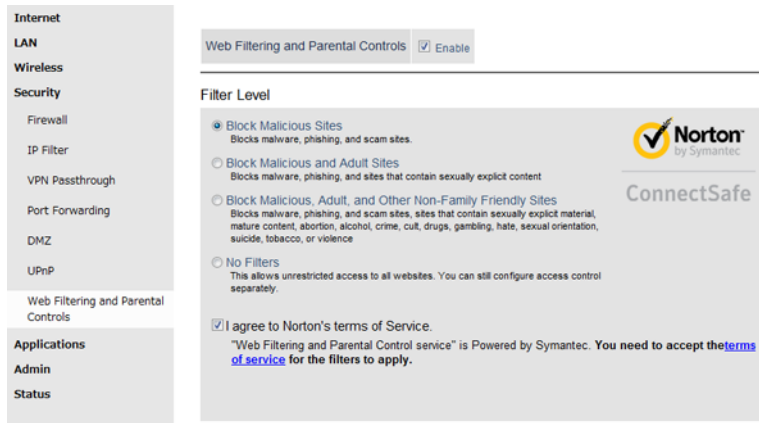 Internet
LAN
Wireless
Security
Firewall
IP Filter
VPN Passthrough
Port Forwarding
DMZ
UPnP
Web Filtering and Parental
Controls
Applications
Admin
Status
Web Filtering and Parental Controls Enable
Filter Level
Block Malicious Sites
Blocks malware, phishing, and scam sites.
Block Malicious and Adult Sites
Blocks malware, phishing, and sites that contain sexually explicit content
Block Malicious, Adult, and Other Non-Family Friendly Sites
Blocks malware, phishing, and scam sites, sites that contain sexually explicit material,
mature content, abortion, alcohol, crime, cult, drugs, gambling, hate, sexual orientation,
suicide, tobacco, or violence
No Filters
This allows unrestricted access to all websites. You can still configure access control
separately.
Norton
by Symantec
ConnectSafe
I agree to Norton's terms of Service.
"Web Filtering and Parental Control service" is Powered by Symantec. You need to accept theterms
of service for the filters to apply.